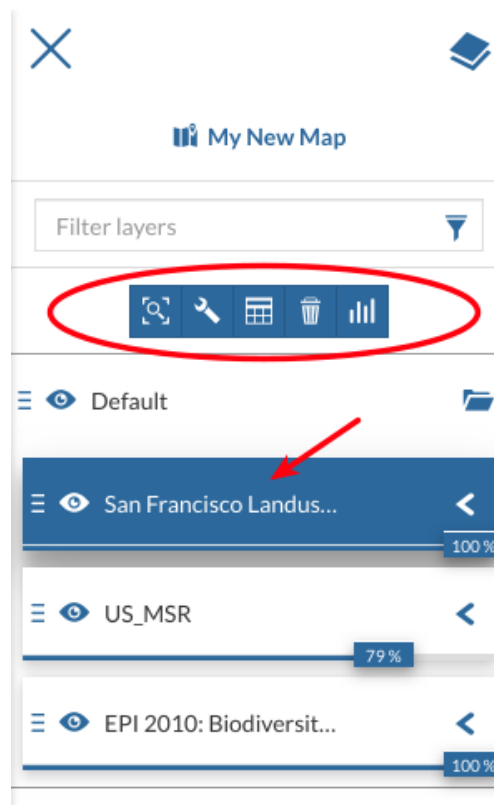 My New Map
Filter layers
Default
San Francisco Landus...
100 %
US_MSR
79 %
EPI 2010: Biodiversit...
100 %